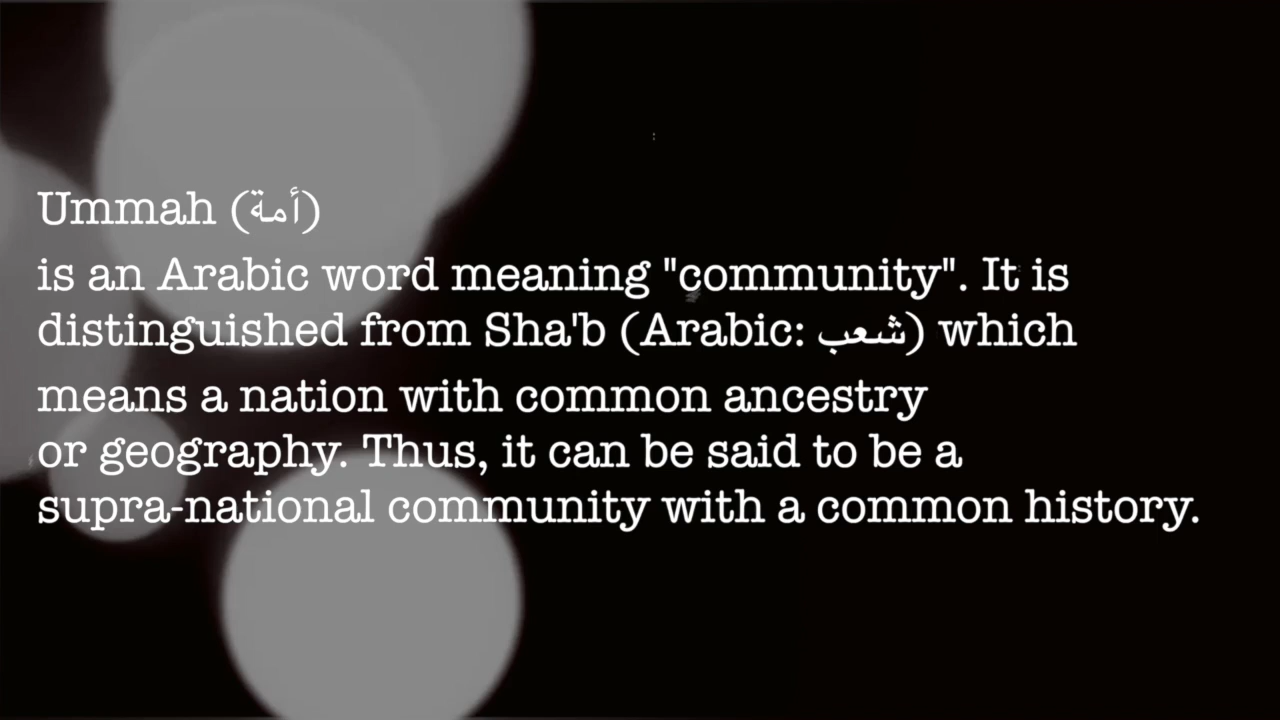 Ummah (أمة)
is an Arabic word meaning "community". It is
distinguished from Sha'b (Arabic: شعب) which
means a nation with common ancestry
or geography. Thus, it can be said to be a
supra-national community with a common history.